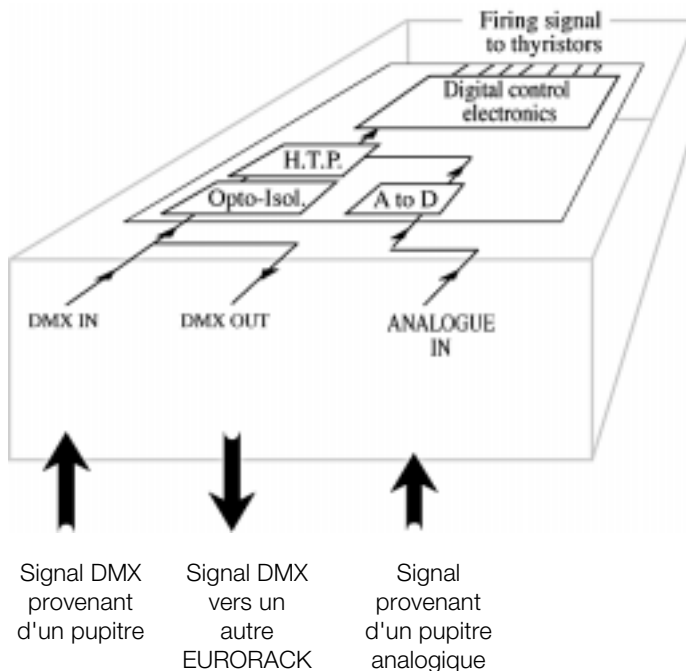 Firing signal
to thyristors
Digital control
electronics
H.T.P.
Opto-Isol.
A to D
DMX IN
DMX OUT
ANALOGUE
IN
Signal DMX
provenant
d'un pupitre
Signal DMX
vers un
autre
EURORACK
Signal
provenant
d'un pupitre
analogique